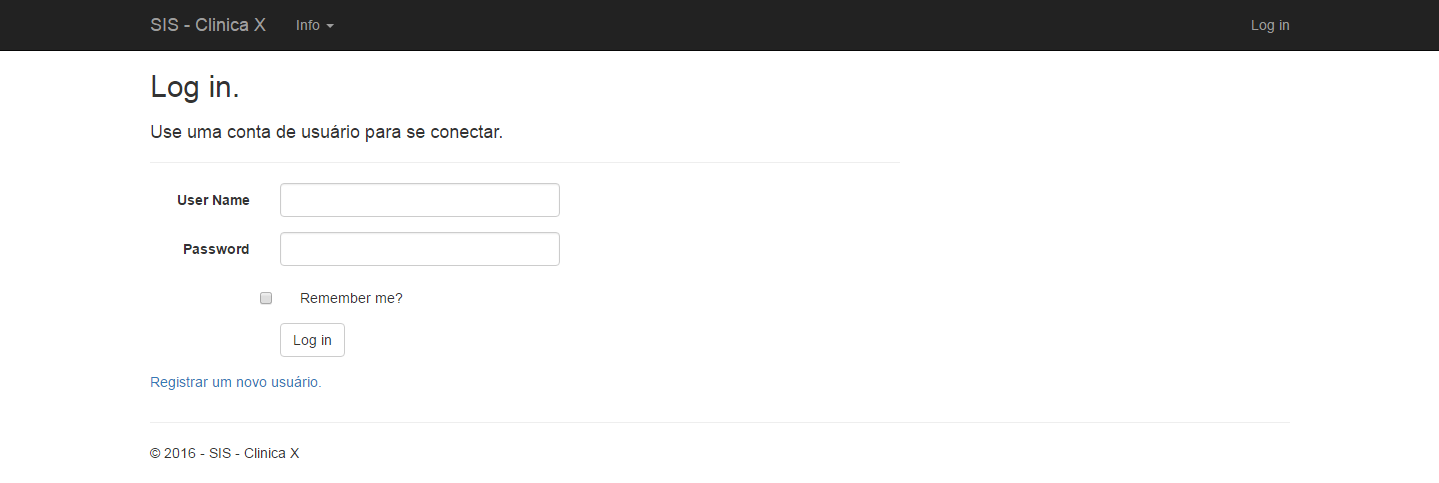 SIS - Clinica X Info Log in
Log in.
Use uma conta de usuário para se conectar.
User Name
Password
Remember me?
Log in
Registrar um novo usuário.
© 2016 - SIS - Clinica X